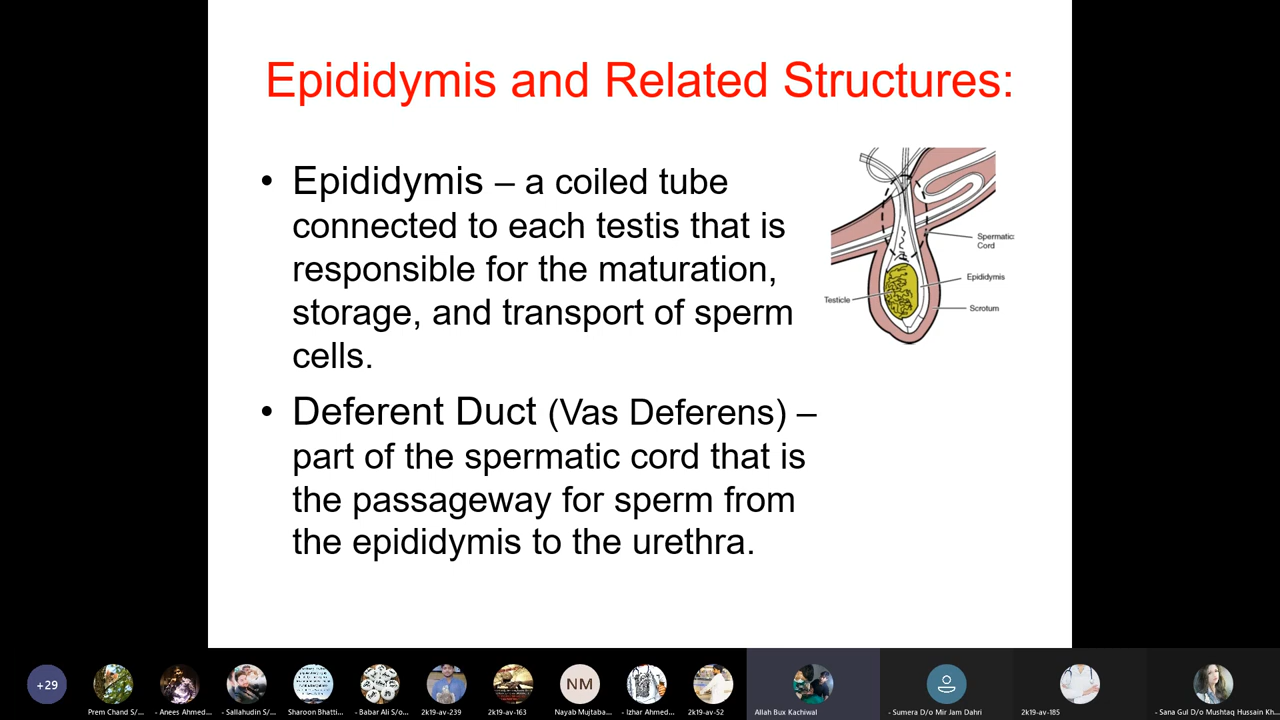 Epididymis and Related Structures:
• Epididymis – a coiled tube
connected to each testis that is
responsible for the maturation,
storage, and transport of sperm
cells.
• Deferent Duct (Vas Deferens) –
part of the spermatic cord that is
the passageway for sperm from
the epididymis to the urethra.
Spermatic
Cord
Epididymis
Testicle
Scrotum
+29
NM
Prem Chand S/...
- Anees Ahmed...
- Sallahudin S/...
Sharoon Bhatti...
- Babar Ali S/o...
2k19-av-239
2k19-av-163
Nayab Mujtaba...
- Izhar Ahmed...
2k19-av-52
Allah Bux Kachiwal
- Sumera D/o Mir Jam Dahri
2k19-av-185
- Sana Gul D/o Mushtaq Hussain Kh...